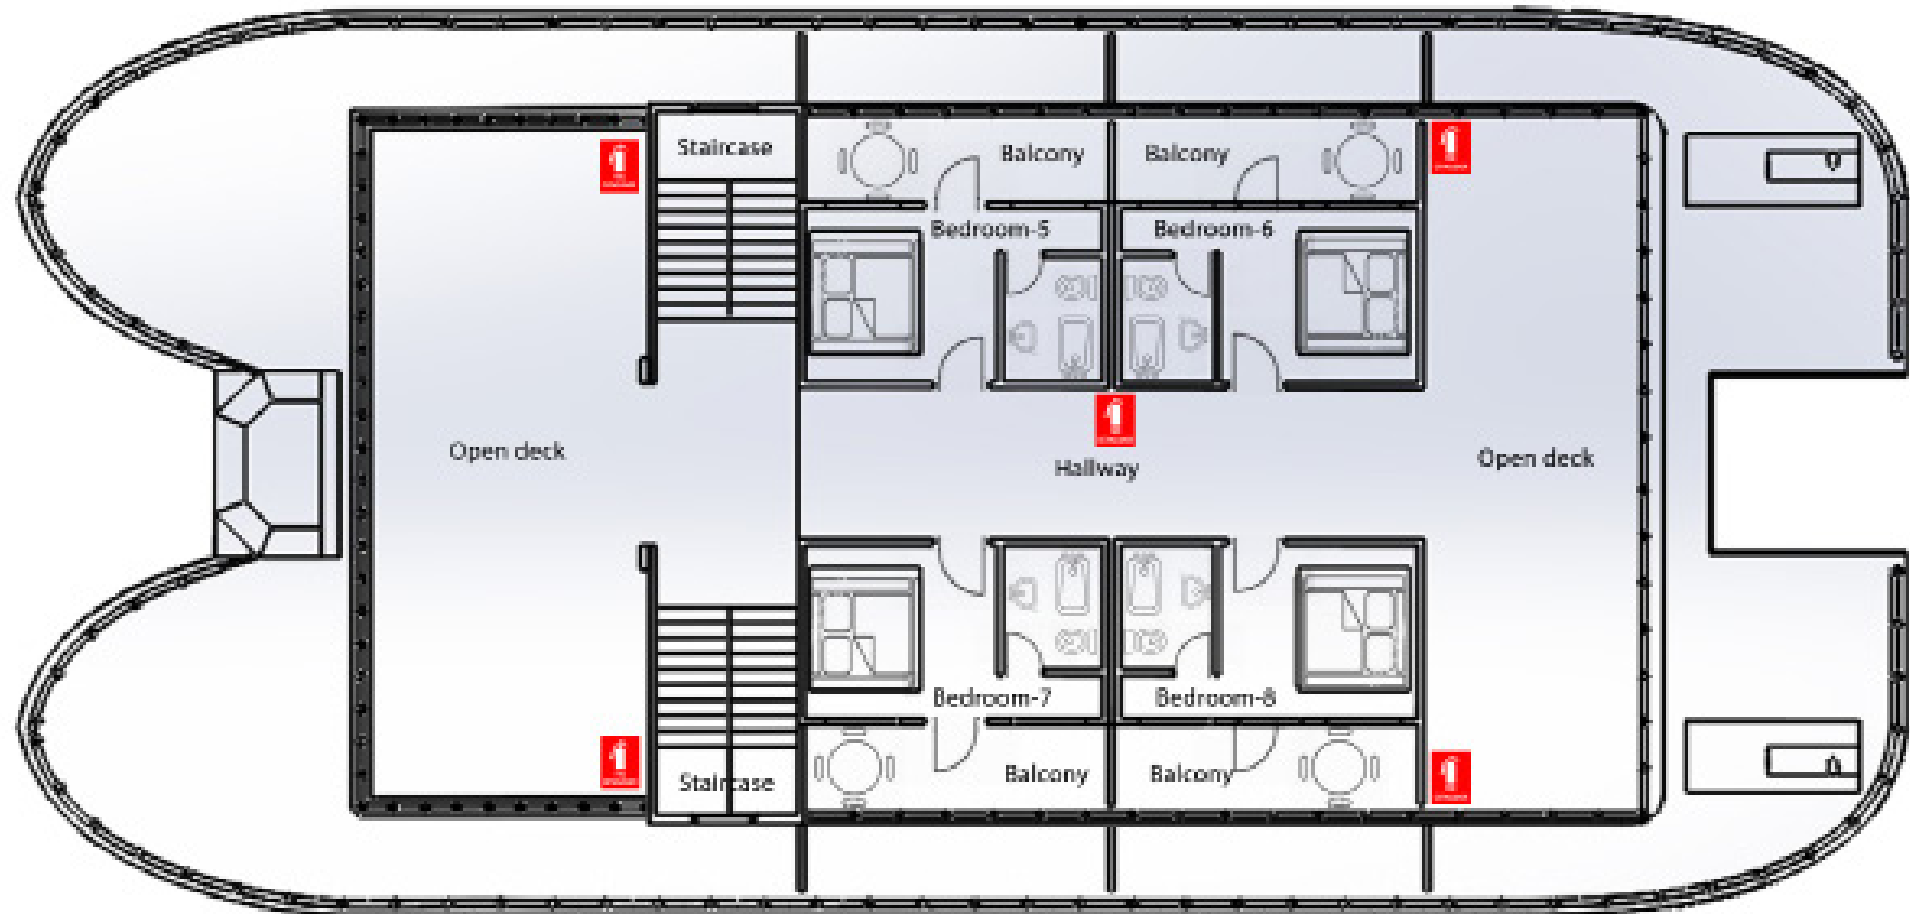 Staircase
Balcony
Balcony
Bedroom-5
Bedroom-6
Open deck
Hallway
Open deck
Bedroom-7
Bedroom-8
Staircase
Balcony
Balcony